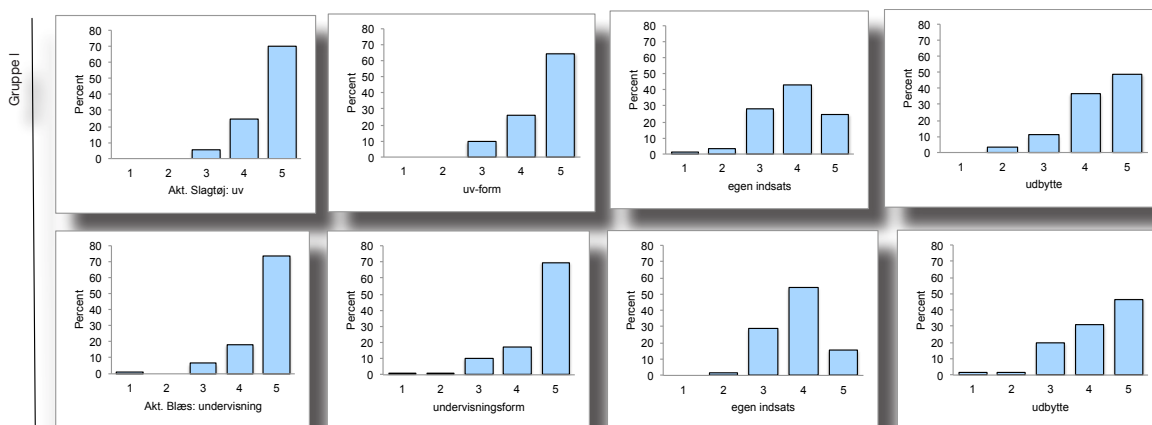 Gruppe I
80
70
60
50
40
30
20
10
0
Percent
1 2 3 4 5
Akt. Slagtøj: uv
80
70
60
50
40
30
20
10
0
Percent
1 2 3 4 5
uv-form
80
70
60
50
40
30
20
10
0
Percent
1 2 3 4 5
egen indsats
80
70
60
50
40
30
20
10
0
Percent
1 2 3 4 5
udbytte
80
70
60
50
40
30
20
10
0
Percent
1 2 3 4 5
Akt. Blæs: undervisning
80
70
60
50
40
30
20
10
0
Percent
1 2 3 4 5
undervisningsform
80
70
60
50
40
30
20
10
0
Percent
1 2 3 4 5
egen indsats
80
70
60
50
40
30
20
10
0
Percent
1 2 3 4 5
udbytte